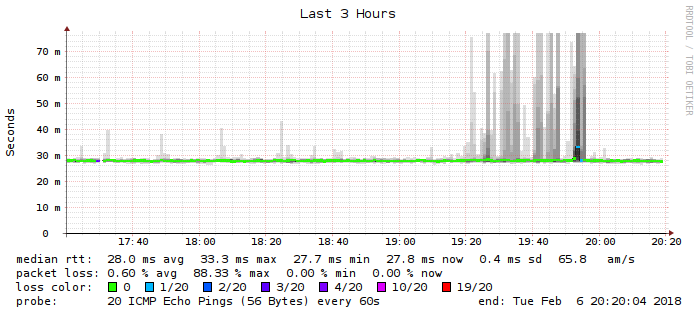 Last 3 Hours
RRDTOOL / TOBI OETIKER
Seconds
70 m
60 m
50 m
40 m
30 m
20 m
10 m
0
17:40 18:00 18:20 18:40 19:00 19:20 19:40 20:00 20:20
median rtt: 28.0 ms avg 33.3 ms max 27.7 ms min 27.8 ms now 0.4 ms sd 65.8 am/s
packet loss: 0.60 % avg 88.33 % max 0.00 % min 0.00 % now
loss color: 0 1/20 2/20 3/20 4/20 10/20 19/20
probe: 20 ICMP Echo Pings (56 Bytes) every 60s end: Tue Feb 6 20:20:04 2018